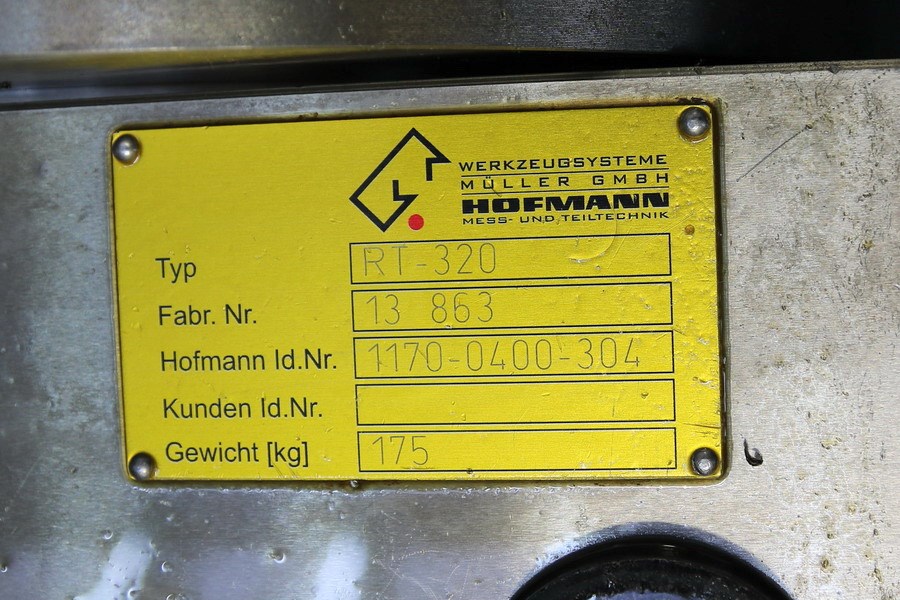 WERKZEUGSYSTEME
MÜLLER GMBH
HOFMANN
MESS- UND TEILTECHNIK
Typ RT-320
Fabr. Nr. 13 863
Hofmann Id.Nr. 1170-0400-304
Kunden Id.Nr.
Gewicht [kg] 175